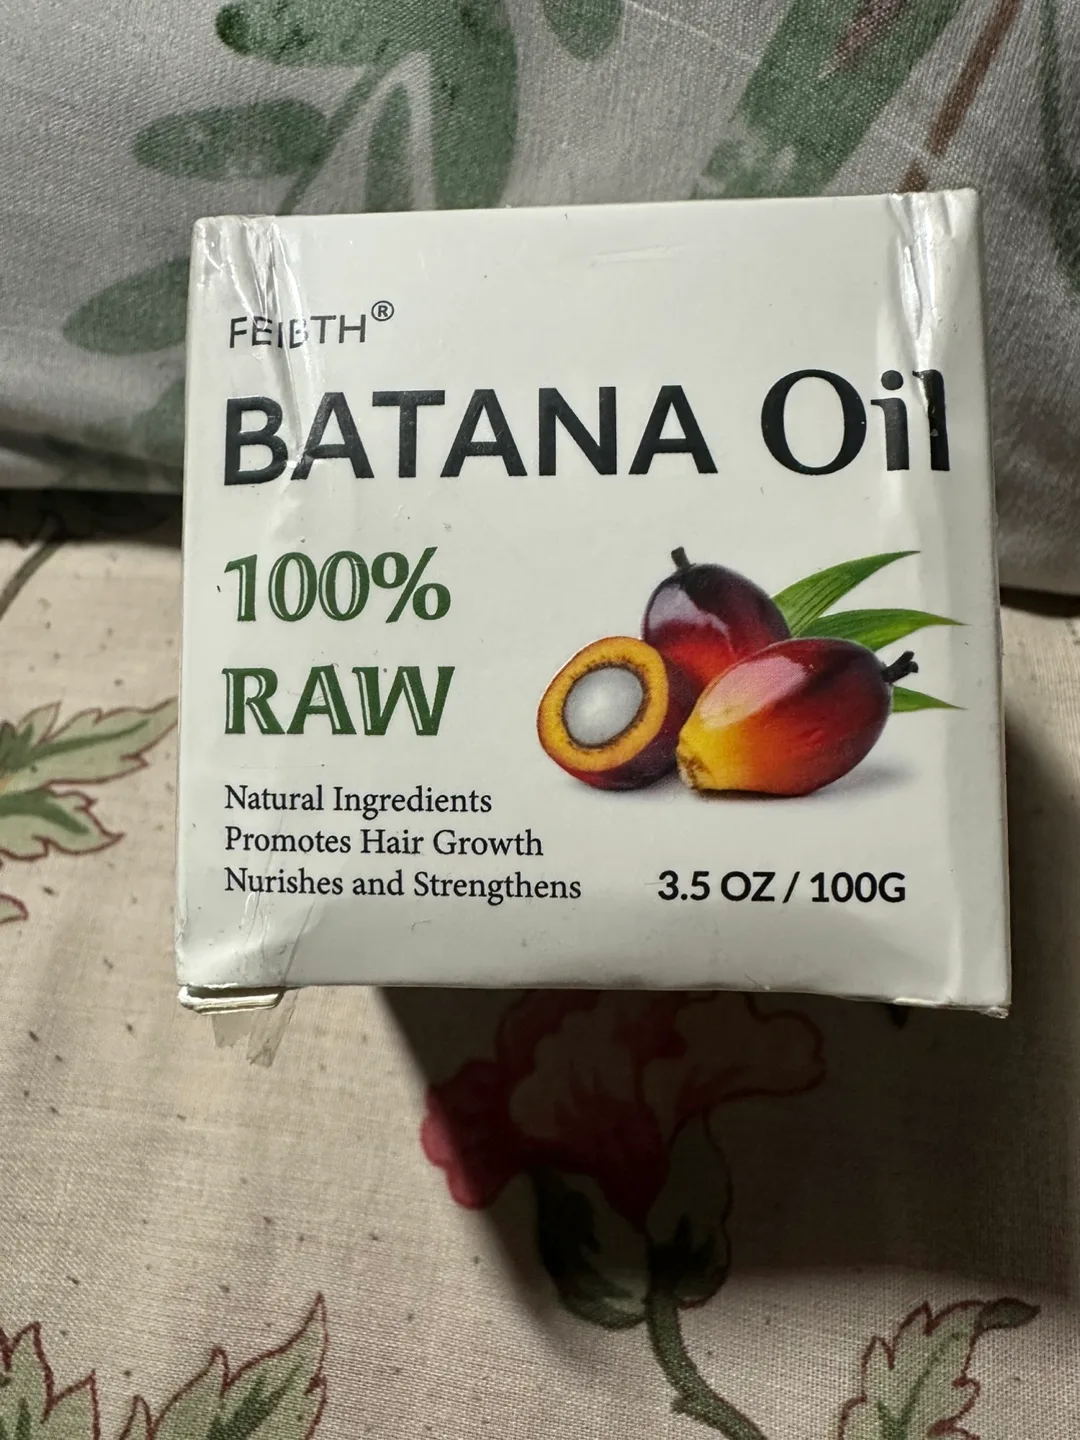 FEIBTH®
BATANA Oil
100%
RAW
Natural Ingredients
Promotes Hair Growth
Nurishes and Strengthens
3.5 OZ / 100G